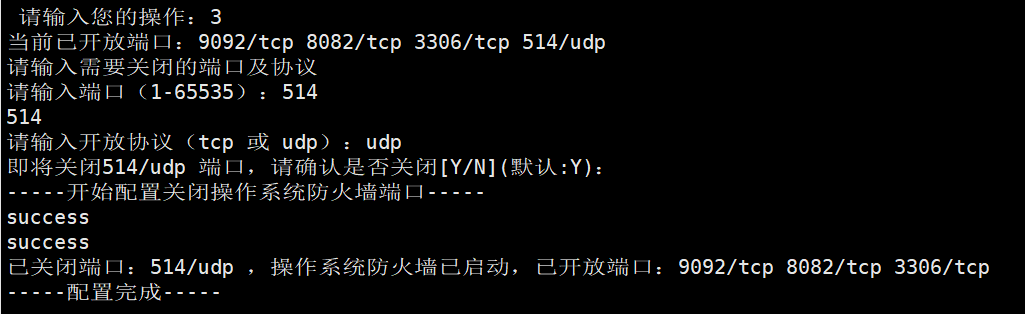 请输入您的操作：3
当前已开放端口：9092/tcp 8082/tcp 3306/tcp 514/udp
请输入需要关闭的端口及协议
请输入端口（1-65535）：514
514
请输入开放协议（tcp 或 udp）：udp
即将关闭514/udp 端口，请确认是否关闭[Y/N](默认:Y)：
-----开始配置关闭操作系统防火墙端口-----
success
success
已关闭端口：514/udp ，操作系统防火墙已启动，已开放端口：9092/tcp 8082/tcp 3306/tcp
-----配置完成-----